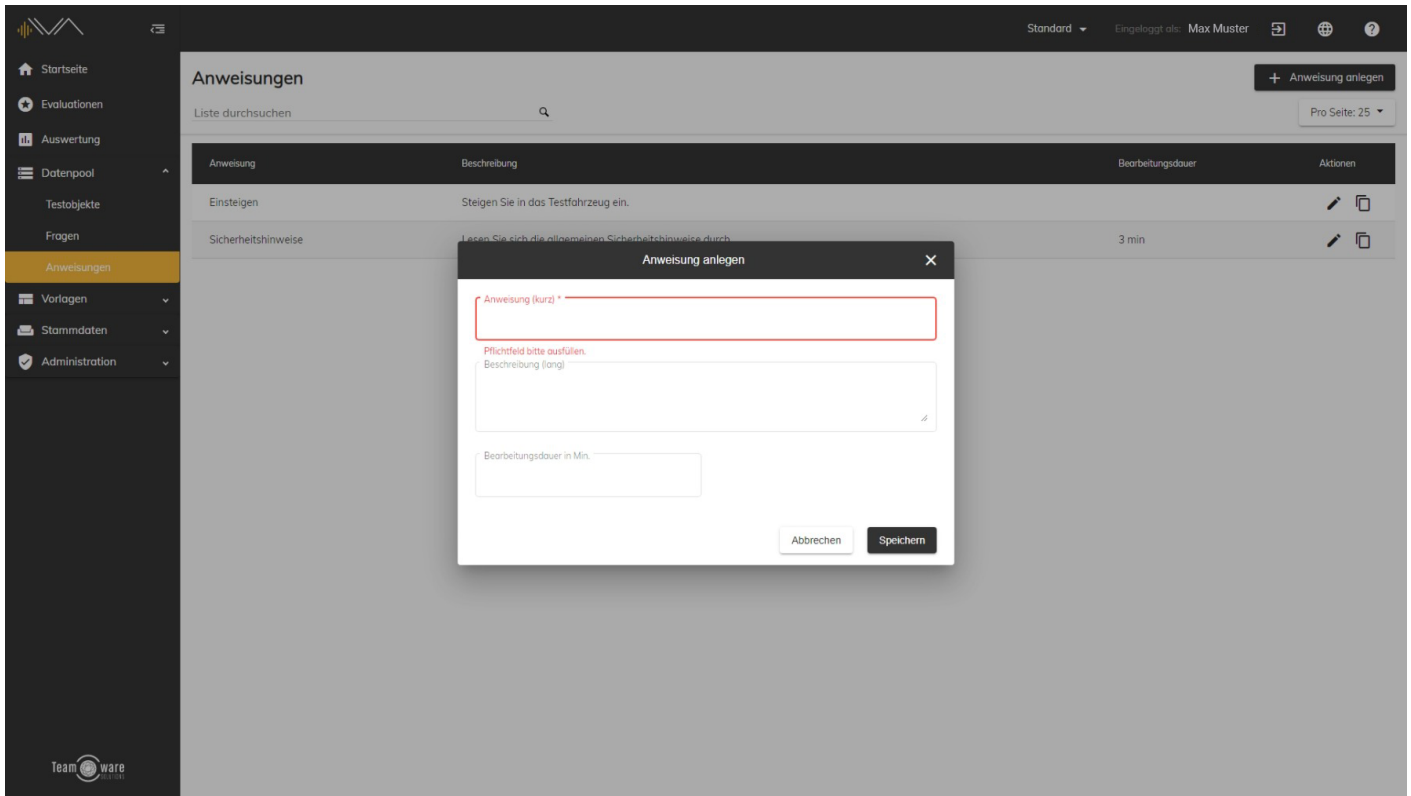 Standard Eingeloggt als: Max Muster
Startseite
Evaluationen
Auswertung
Datenpool
Testobjekte
Fragen
Anweisungen
Vorlagen
Stammdaten
Administration
Team ware
SOLUTIONS
Anweisungen
+ Anweisung anlegen
Liste durchsuchen
Pro Seite: 25
Anweisung Beschreibung Bearbeitungsdauer Aktionen
Einsteigen Steigen Sie in das Testfahrzeug ein.
Sicherheitshinweise Lesen Sie sich die allgemeinen Sicherheitshinweise durch 3 min
Anweisung anlegen
Anweisung (kurz) *
Pflichtfeld bitte ausfüllen.
Beschreibung (lang)
Bearbeitungsdauer in Min.
Abbrechen Speichern